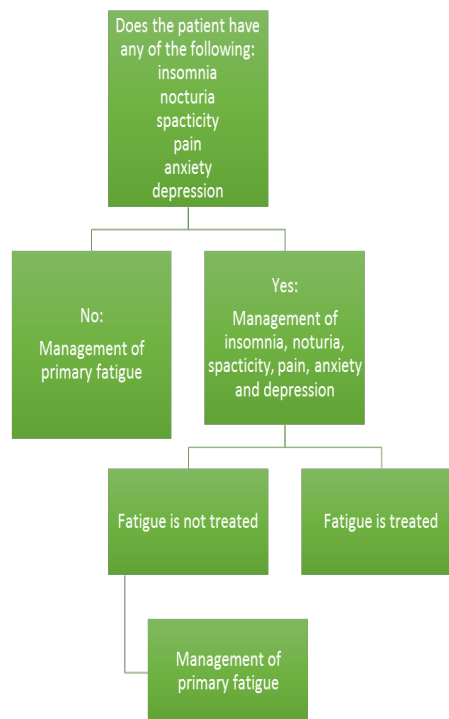 Does the patient have
any of the following:
insomnia
nocturia
spacticity
pain
anxiety
depression
No:
Management of
primary fatigue
Yes:
Management of
insomnia, noturia,
spacticity, pain, anxiety
and depression
Fatigue is not treated
Fatigue is treated
Management of
primary fatigue